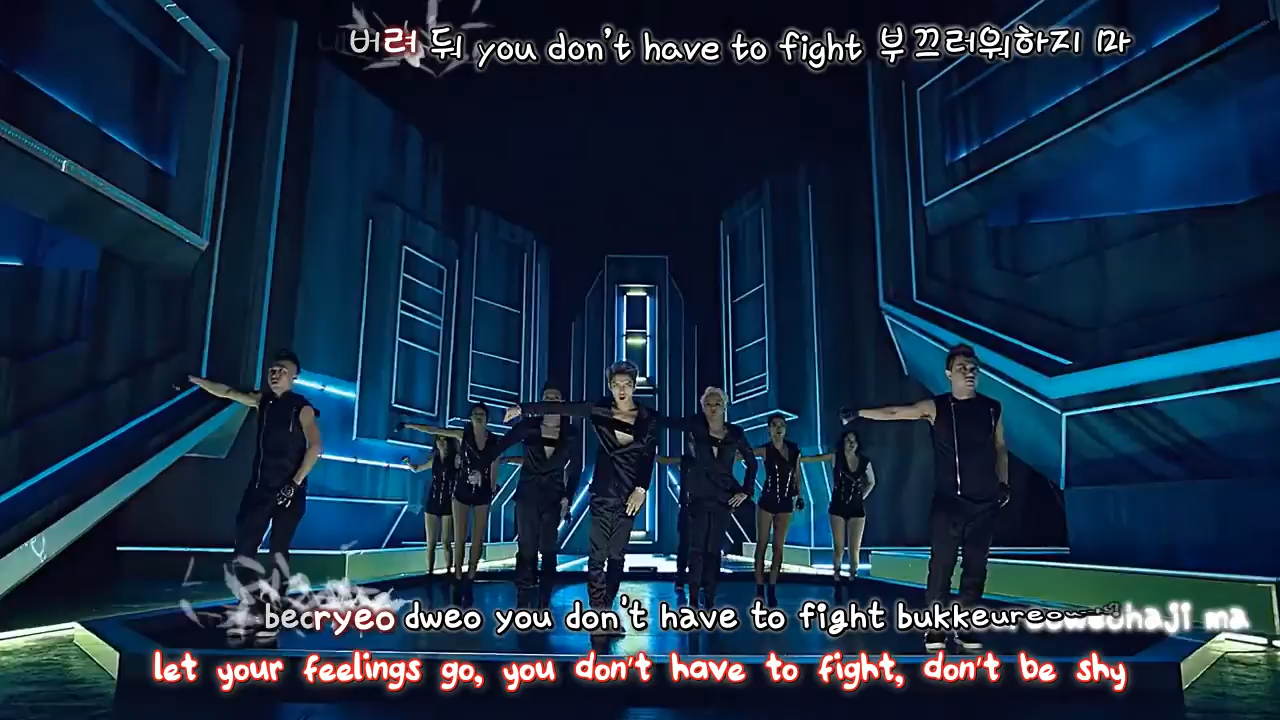 버려 둬 you don't have to fight 부끄러워하지 마
beoryeo dweo you don't have to fight bukkeureoweohaji ma
let your feelings go, you don't have to fight, don't be shy